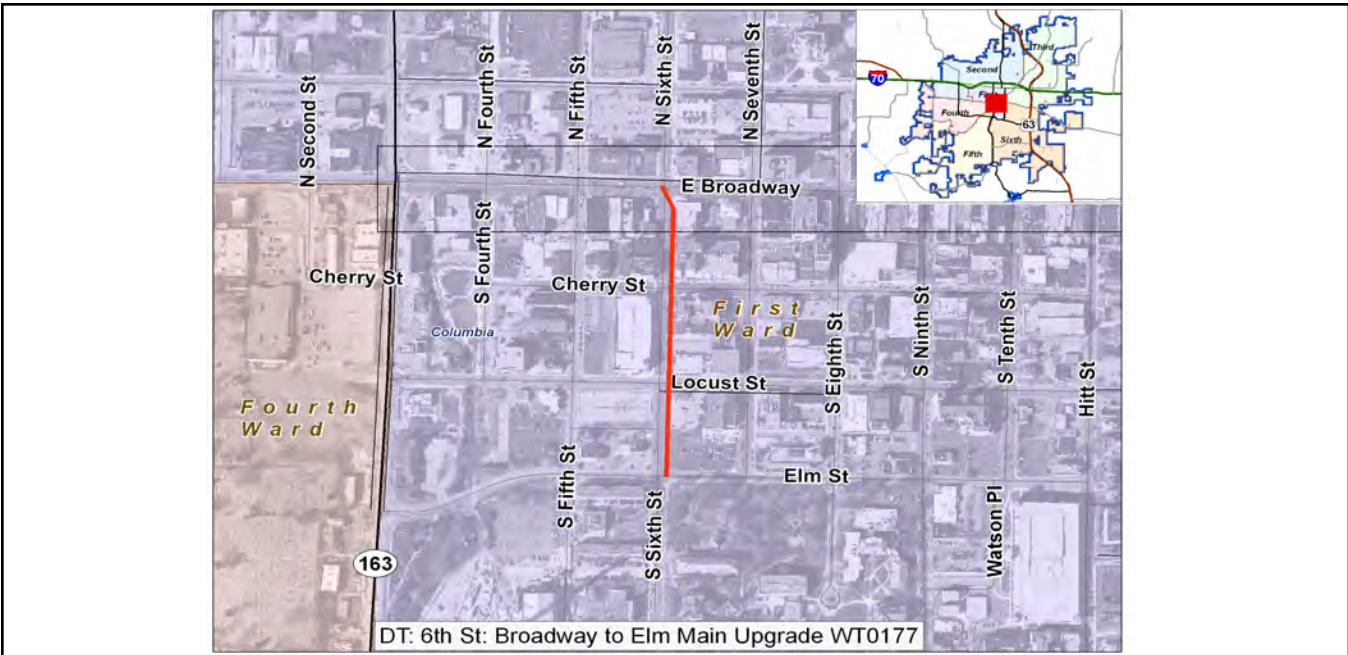 N Second St
N Fourth St
N Fifth St
N Sixth St
N Seventh St
Third
Second
70
First
Fourth
63
Sixth
Fifth
E Broadway
S Fourth St
Cherry St
Cherry St
First
Ward
Columbia
S Eighth St
S Ninth St
S Tenth St
Hitt St
Locust St
Fourth
Ward
S Fifth St
Elm St
S Sixth St
Watson Pl
163
DT: 6th St: Broadway to Elm Main Upgrade WT0177